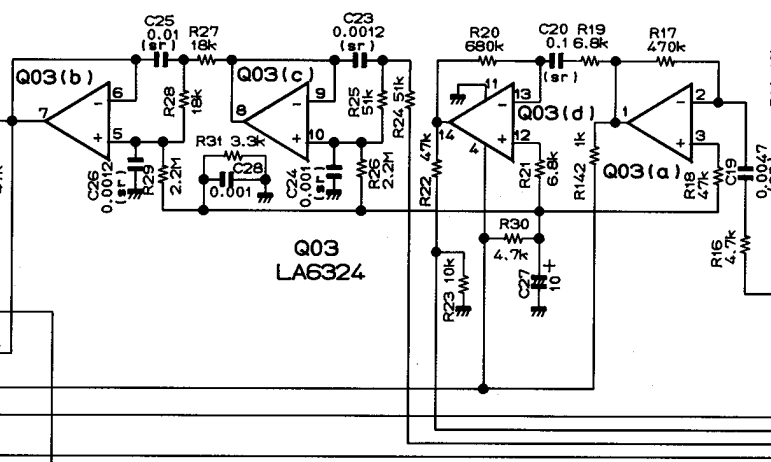 C25
0.01
(sr)
R27
18k
C23
0.0012
(sr)
R20
680k
C20
0.1
(sr)
R19
6.8k
R17
470k
Q03(b)
Q03(c)
Q03(d)
Q03(a)
6
7
5
9
8
10
11
13
14
12
4
2
1
3
R28
18k
R25
51k
R24 51k
R31 3.3k
C28
0.001
C26
0.0012
(sr)
R29
2.2M
C24
0.001
(sr)
R26
2.2M
R22
47k
R21
6.8k
R142
1k
R18
47k
C19
0.0047
R16
4.7k
R30
4.7k
Q03
LA6324
R23 10k
C27
10
+